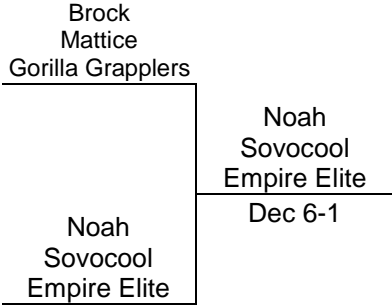 Brock
Mattice
Gorilla Grapplers
Noah
Sovocool
Empire Elite
Dec 6-1
Noah
Sovocool
Empire Elite